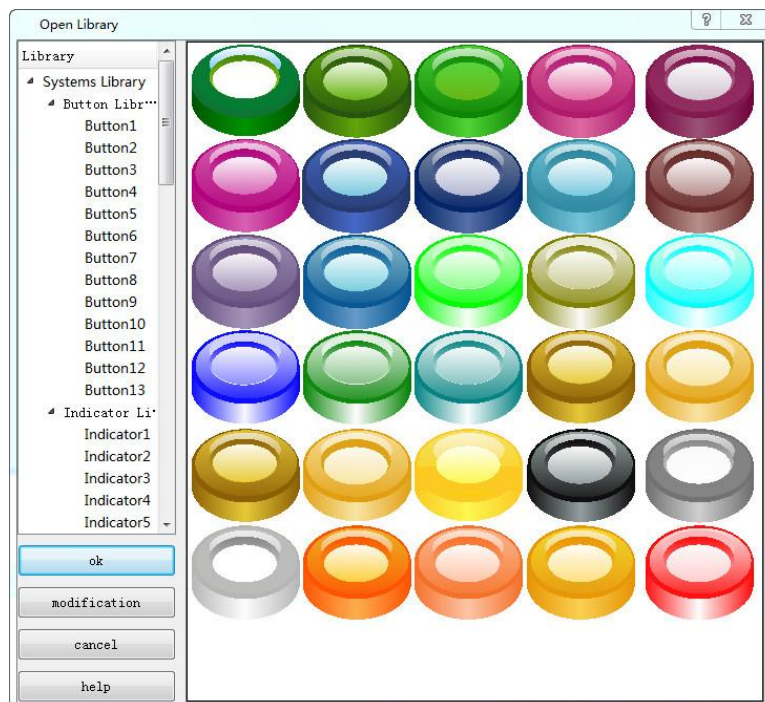 Open Library
Library
Systems Library
Button Libr…
Button1
Button2
Button3
Button4
Button5
Button6
Button7
Button8
Button9
Button10
Button11
Button12
Button13
Indicator Li
Indicator1
Indicator2
Indicator3
Indicator4
Indicator5
ok
modification
cancel
help